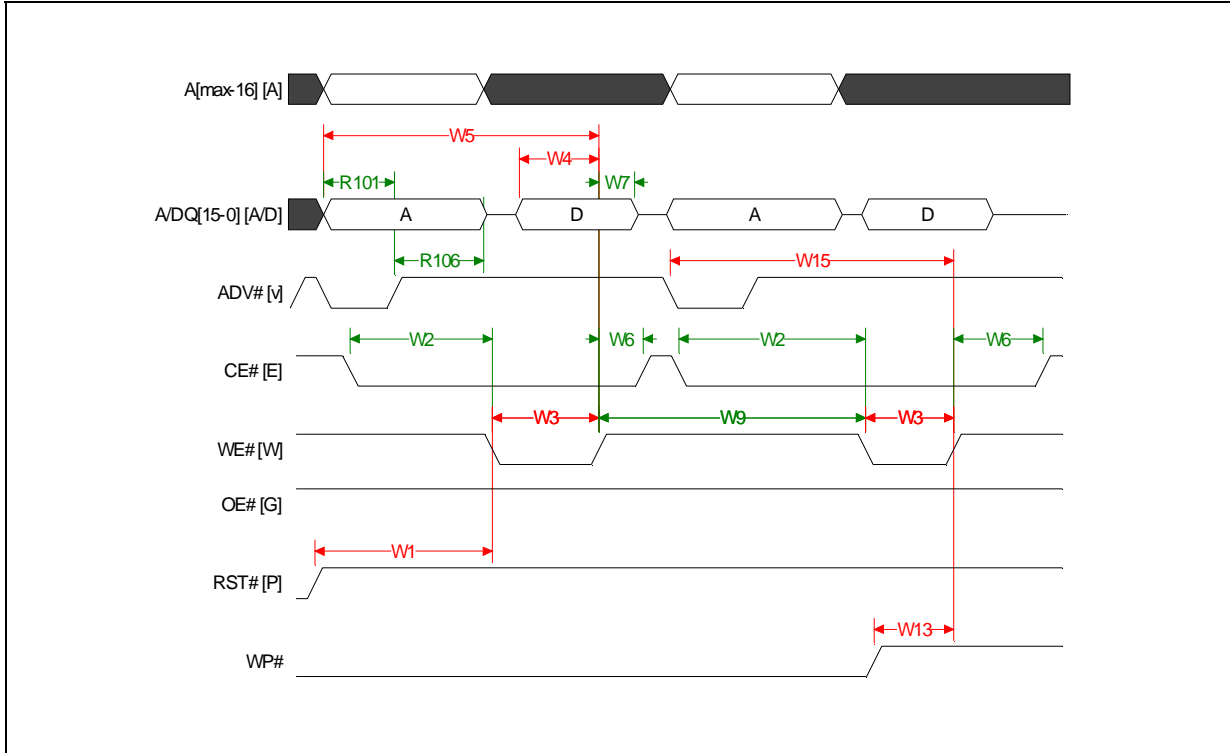 A[max-16] [A]
W5
W4
R101
W7
A/DQ[15-0] [A/D]
A
D
A
D
R106
W15
ADV# [v]
W2
W6
W2
W6
CE# [E]
W3
W9
W3
WE# [W]
OE# [G]
W1
RST# [P]
W13
WP#